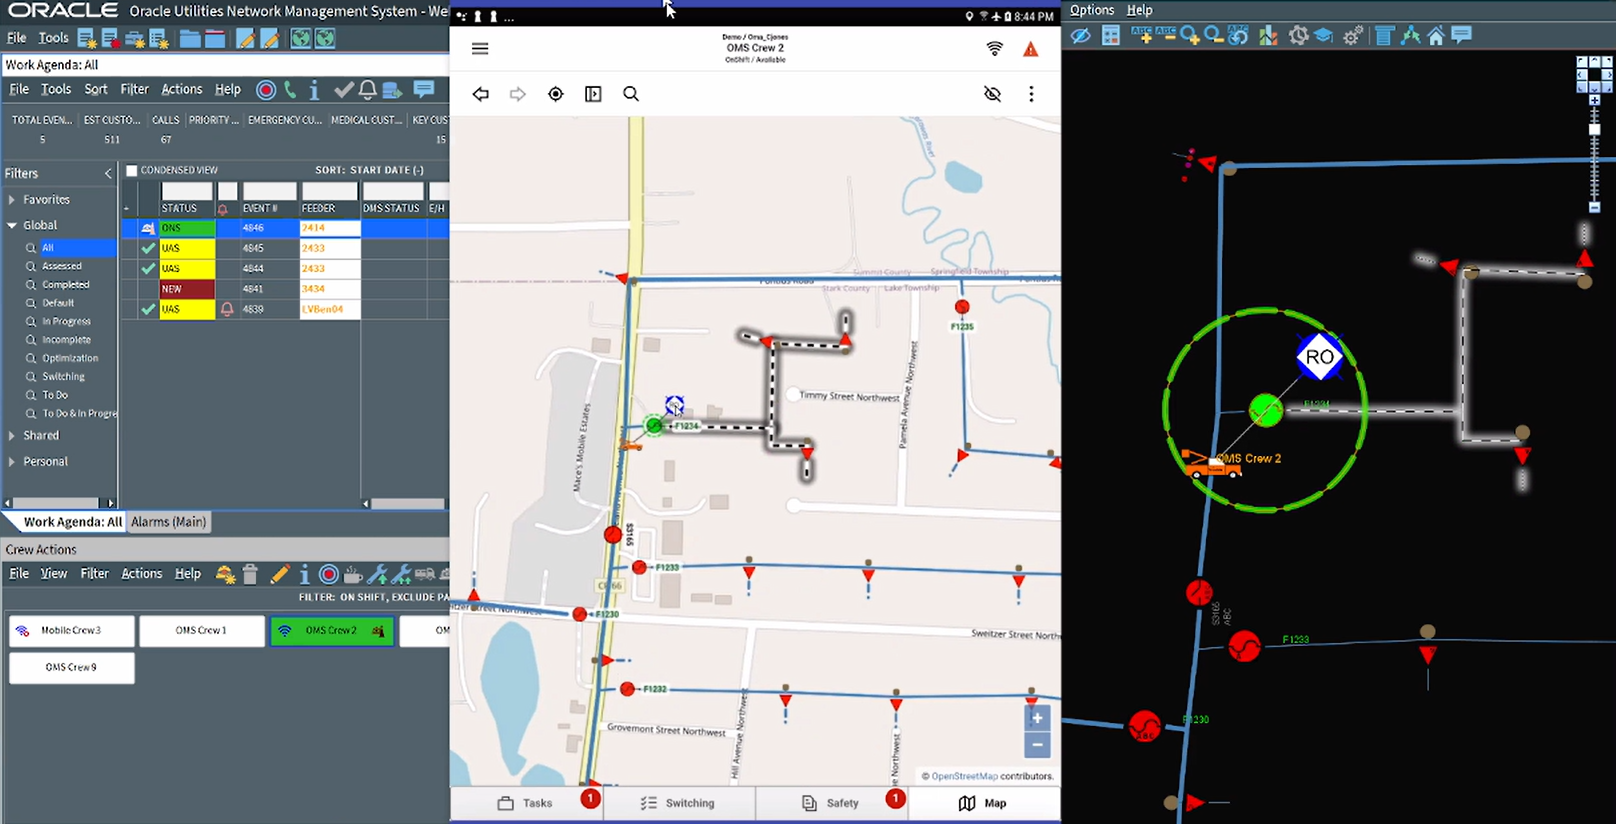 ORACLE Oracle Utilities Network Management System - We
File Tools
Work Agenda: All
File Tools Sort Filter Actions Help
TOTAL EVEN... EST CUSTO... CALLS PRIORITY ... EMERGENCY CU... MEDICAL CUST... KEY CUS
5 511 67 15
Filters
Favorites
Global
All
Assessed
Completed
Default
In Progress
Incomplete
Optimization
Switching
To Do
To Do & In Progre
Shared
Personal
CONDENSED VIEW SORT: START DATE (-)
STATUS EVENT # FEEDER DMS STATUS E/H
ONS 4846 2414
UAS 4845 2433
UAS 4844 2433
NEW 4841 3434
UAS 4839 LVBen04
Work Agenda: All Alarms (Main)
Crew Actions
File View Filter Actions Help
FILTER: ON SHIFT, EXCLUDE PA
Mobile Crew 3 OMS Crew 1 OMS Crew 2 OM
OMS Crew 9
... 8:44 PM
Demo / Oms_Cjones
OMS Crew 2
OnShift / Available
Summit County Springfield Township
Stark County Lake Township
F1235
Timmy Street Northwest
Pamela Avenue Northwest
F1234
Mace's Mobile Estates
S3165
F1233
CR 66
F1230
itzer Street Northwest
Sweitzer Street North
F1232
Grovemont Street Northwest
Hill Avenue Northwest
ne Northwest
+
−
© OpenStreetMap contributors.
Tasks 1 Switching Safety 1 Map
Options Help
RO
F1234
OMS Crew 2
S3165
ABC
F1233
F1230
ABC